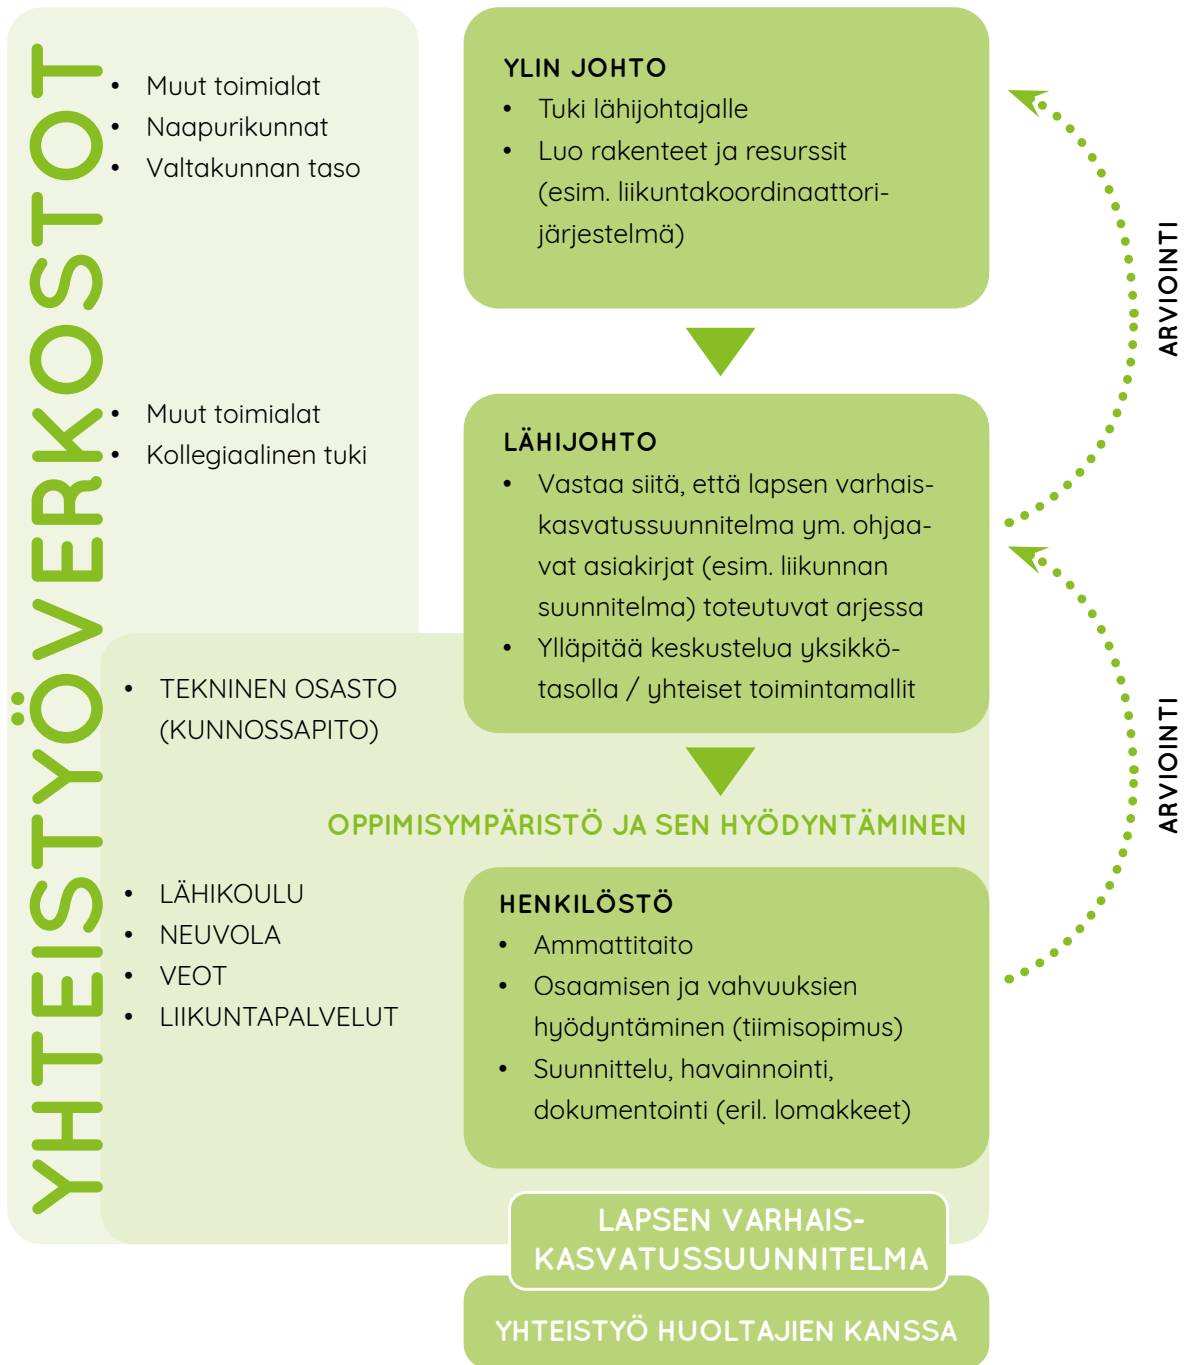 YHTEISTYÖVERKOSTOT
• Muut toimialat
• Naapurikunnat
• Valtakunnan taso
YLIN JOHTO
• Tuki lähijohtajalle
• Luo rakenteet ja resurssit
(esim. liikuntakoordinaattori-
järjestelmä)
ARVIOINTI
• Muut toimialat
• Kollegiaalinen tuki
LÄHIJOHTO
• Vastaa siitä, että lapsen varhais-
kasvatussuunnitelma ym. ohjaa-
vat asiakirjat (esim. liikunnan
suunnitelma) toteutuvat arjessa
• Ylläpitää keskustelua yksikkö-
tasolla / yhteiset toimintamallit
• TEKNINEN OSASTO
(KUNNOSSAPITO)
ARVIOINTI
OPPIMISYMPÄRISTÖ JA SEN HYÖDYNTÄMINEN
• LÄHIKOULU
• NEUVOLA
• VEOT
• LIIKUNTAPALVELUT
HENKILÖSTÖ
• Ammattitaito
• Osaamisen ja vahvuuksien
hyödyntäminen (tiimisopimus)
• Suunnittelu, havainnointi,
dokumentointi (eril. lomakkeet)
LAPSEN VARHAIS-
KASVATUSSUUNNITELMA
YHTEISTYÖ HUOLTAJIEN KANSSA